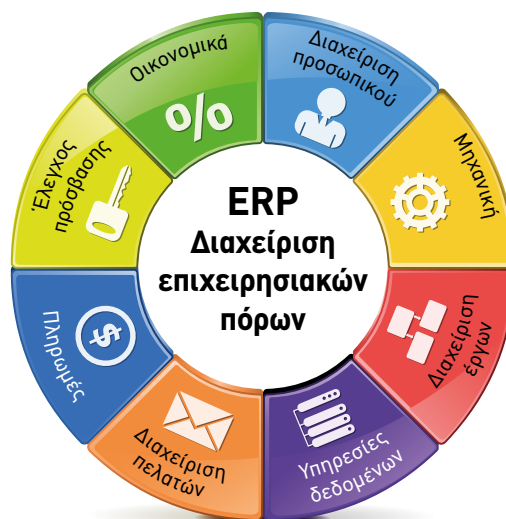 ERP
Διαχείριση
επιχειρησιακών
πόρων
Οικονομικά
Διαχείριση
προσωπικού
Μηχανική
Διαχείριση
έργων
Υπηρεσίες
δεδομένων
Διαχείριση
πελατών
Πληρωμές
Έλεγχος
πρόσβασης